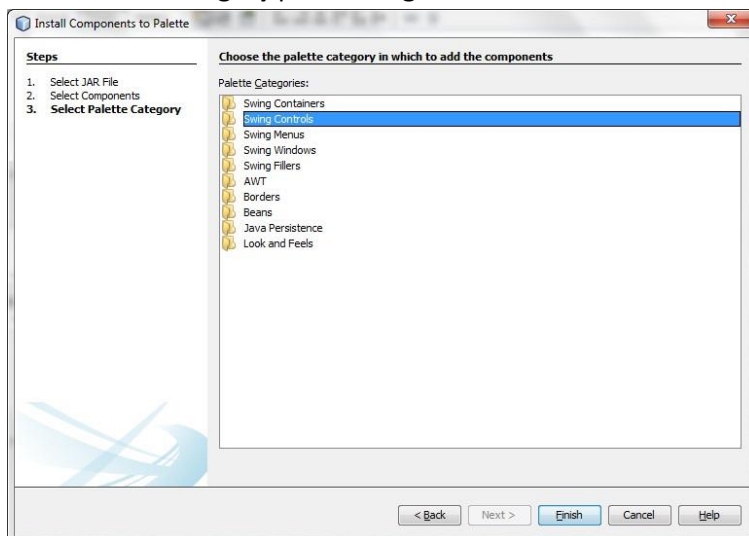 Install Components to Palette
Steps
1. Select JAR File
2. Select Components
3. Select Palette Category
Choose the palette category in which to add the components
Palette Categories:
Swing Containers
Swing Controls
Swing Menus
Swing Windows
Swing Fillers
AWT
Borders
Beans
Java Persistence
Look and Feels
< Back Next > Finish Cancel Help